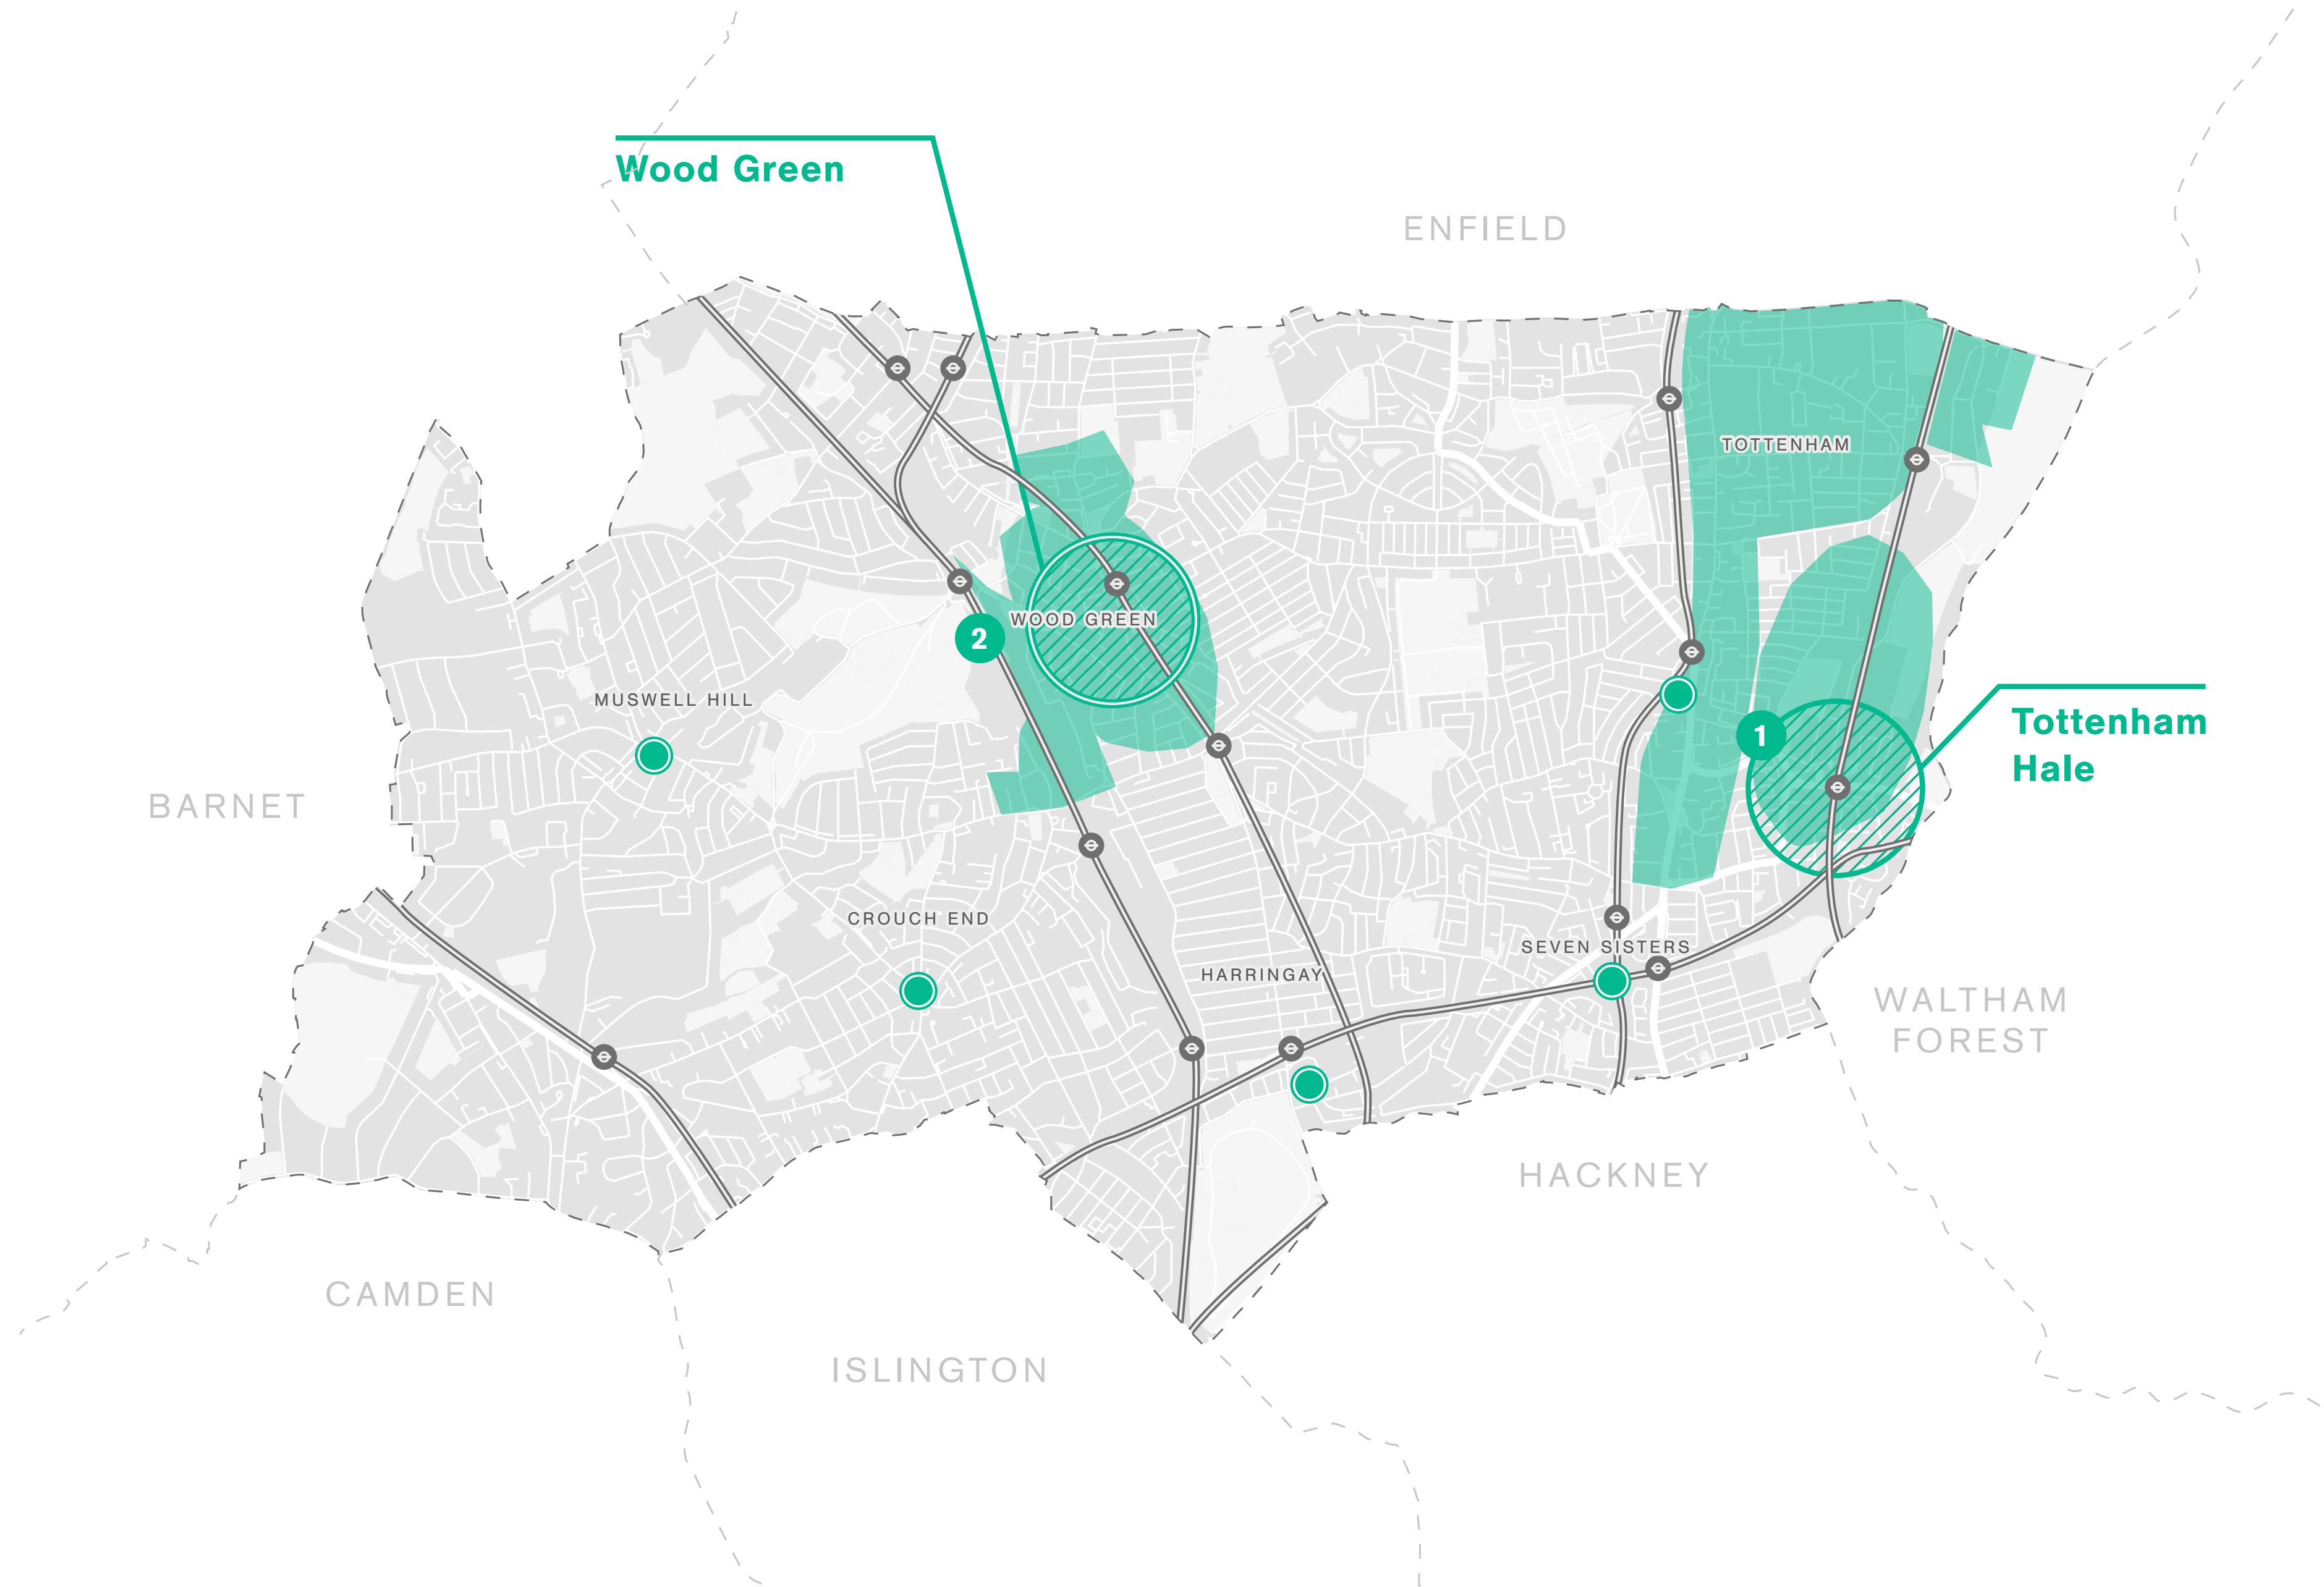 Wood Green
ENFIELD
TOTTENHAM
WOOD GREEN
2
MUSWELL HILL
1
Tottenham
Hale
BARNET
CROUCH END
SEVEN SISTERS
HARRINGAY
WALTHAM
FOREST
HACKNEY
CAMDEN
ISLINGTON